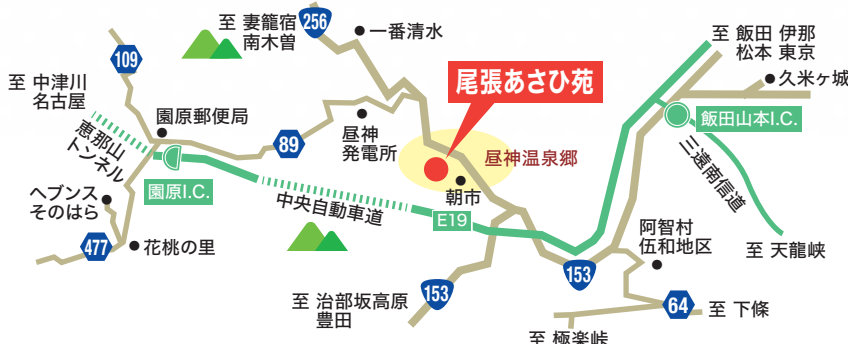 至 妻籠宿
南木曽
256
一番清水
至 飯田 伊那
松本 東京
109
久米ヶ城
至 中津川
名古屋
尾張あさひ苑
園原郵便局
飯田山本I.C.
恵那山
トンネル
89
昼神
発電所
昼神温泉郷
三遠南信道
園原I.C.
ヘブンス
そのはら
中央自動車道
朝市
E19
477
花桃の里
阿智村
伍和地区
至 天龍峡
153
153
至 治部坂高原
豊田
64
至 下條
至 極楽峠